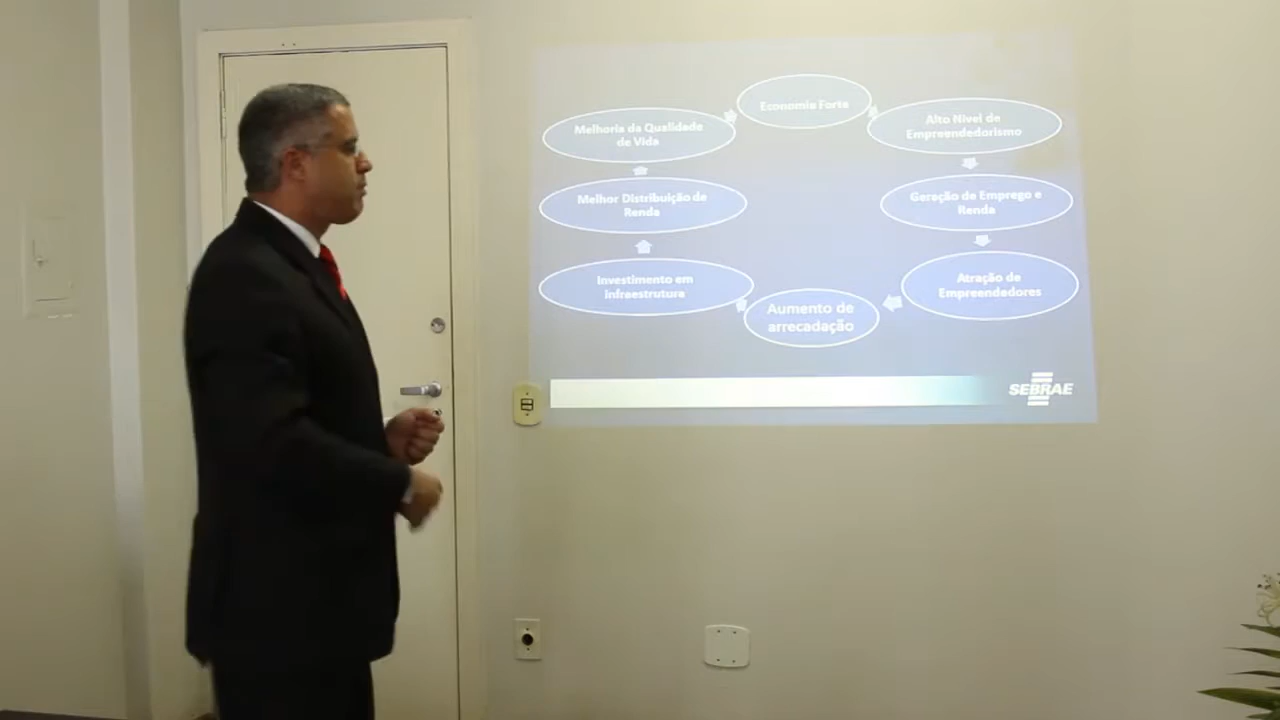 Economia Forte
Alto Nivel de
Empreendedorismo
Geração de Emprego e
Renda
Atração de
Empreendedores
Aumento de
arrecadação
Investimento em
infraestrutura
Melhor Distribuição de
Renda
Melhoria da Qualidade
de Vida
SEBRAE